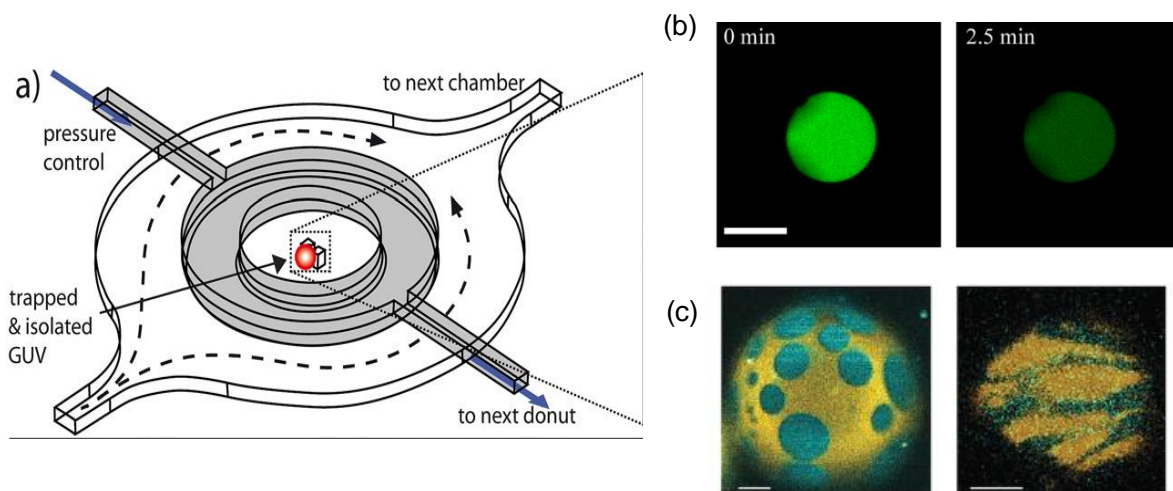 a)
pressure
control
to next chamber
trapped
& isolated
GUV
to next donut
(b)
0 min
2.5 min
(c)